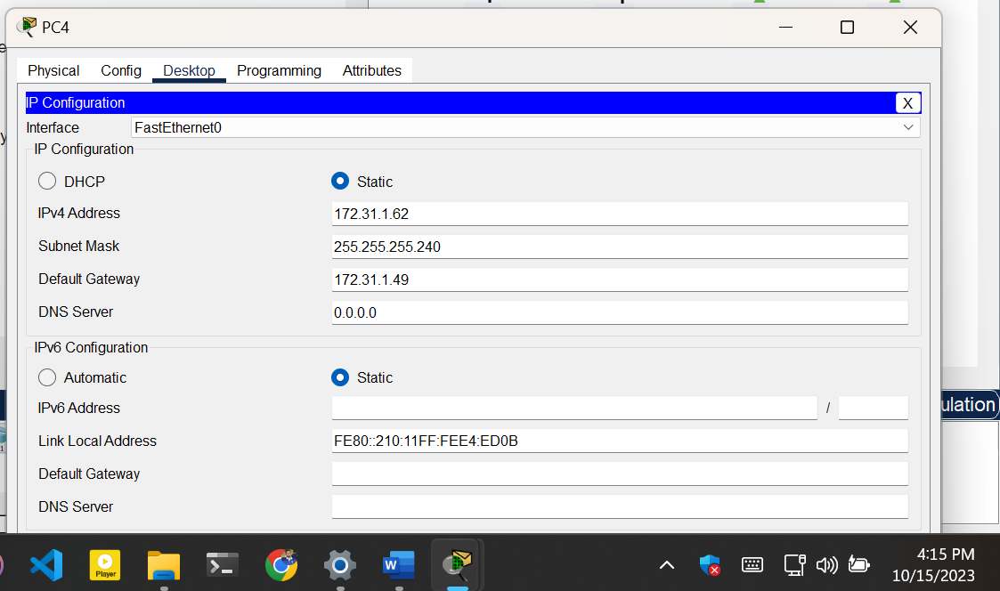 PC4
Physical Config Desktop Programming Attributes
IP Configuration X
Interface FastEthernet0
IP Configuration
DHCP Static
IPv4 Address 172.31.1.62
Subnet Mask 255.255.255.240
Default Gateway 172.31.1.49
DNS Server 0.0.0.0
IPv6 Configuration
Automatic Static
IPv6 Address /
ulation
Link Local Address FE80::210:11FF:FEE4:ED0B
Default Gateway
DNS Server
Player
W
4:15 PM
10/15/2023